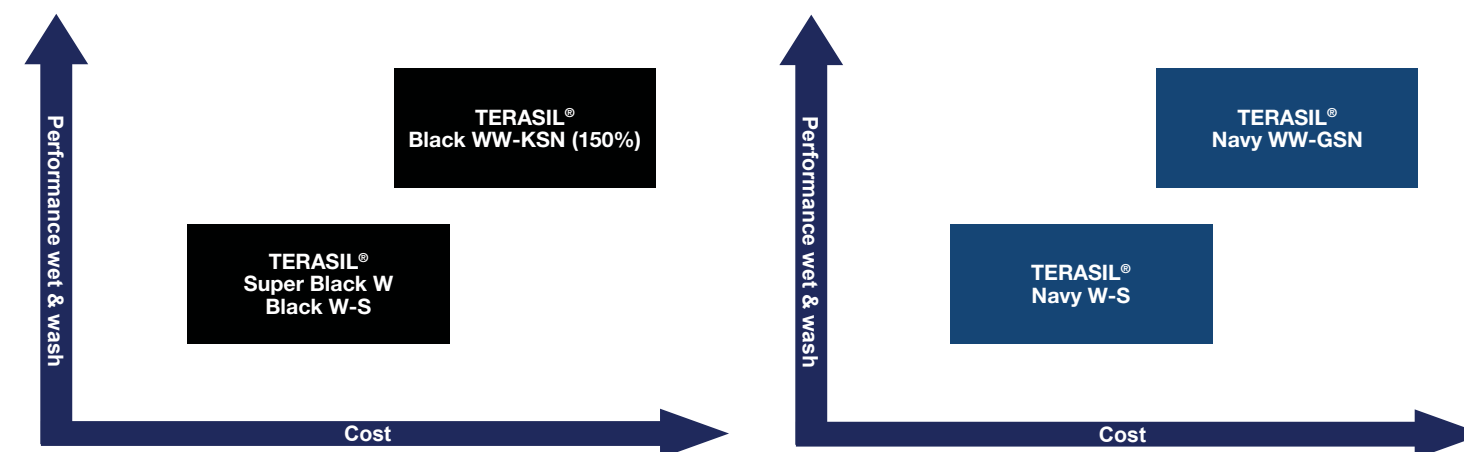 Performance wet & wash
TERASIL®
Black WW-KSN (150%)
TERASIL®
Super Black W
Black W-S
Cost
Performance wet & wash
TERASIL®
Navy WW-GSN
TERASIL®
Navy W-S
Cost